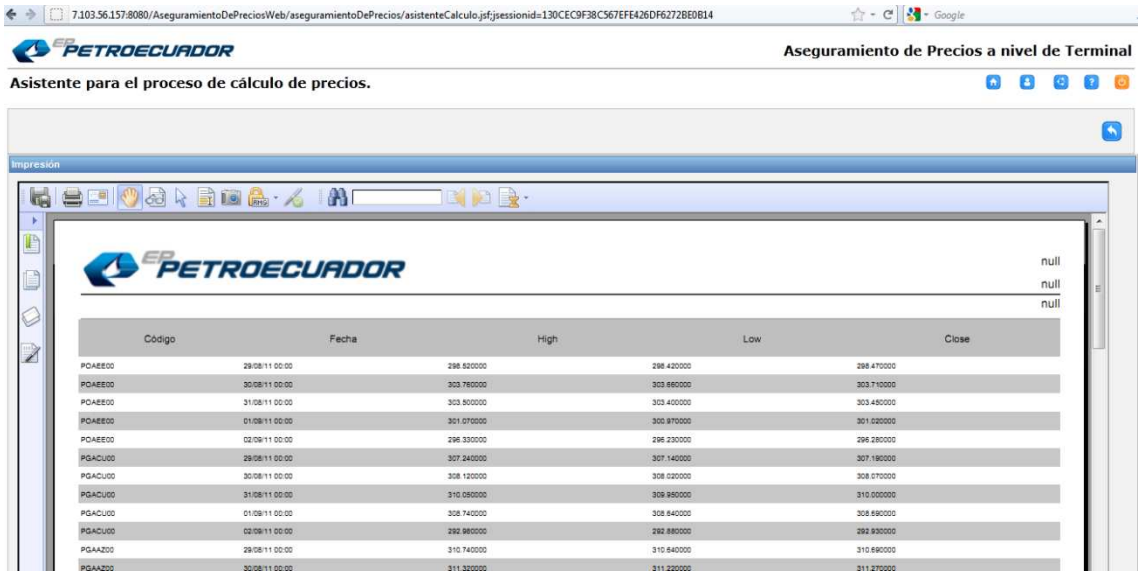 7.103.56.157:8080/AseguramientoDePreciosWeb/aseguramientoDePrecios/asistenteCalculo.jsf;jsessionid=130CEC9F38C567EFE426DF6272BE0B14
Google
EP PETROECUADOR
Aseguramiento de Precios a nivel de Terminal
Asistente para el proceso de cálculo de precios.
Impresión
EP PETROECUADOR
null
null
null
Código Fecha High Low Close
POAEE00 29/08/11 00:00 298.520000 298.420000 298.470000
POAEE00 30/08/11 00:00 303.760000 303.660000 303.710000
POAEE00 31/08/11 00:00 303.500000 303.400000 303.450000
POAEE00 01/09/11 00:00 301.070000 300.970000 301.020000
POAEE00 02/09/11 00:00 296.330000 296.230000 296.280000
PGACU00 29/08/11 00:00 307.240000 307.140000 307.190000
PGACU00 30/08/11 00:00 308.120000 308.020000 308.070000
PGACU00 31/08/11 00:00 310.050000 309.950000 310.000000
PGACU00 01/09/11 00:00 308.740000 308.640000 308.690000
PGACU00 02/09/11 00:00 292.980000 292.880000 292.930000
PGAAZ00 29/08/11 00:00 310.740000 310.640000 310.690000
PGAAZ00 30/08/11 00:00 311.320000 311.220000 311.270000